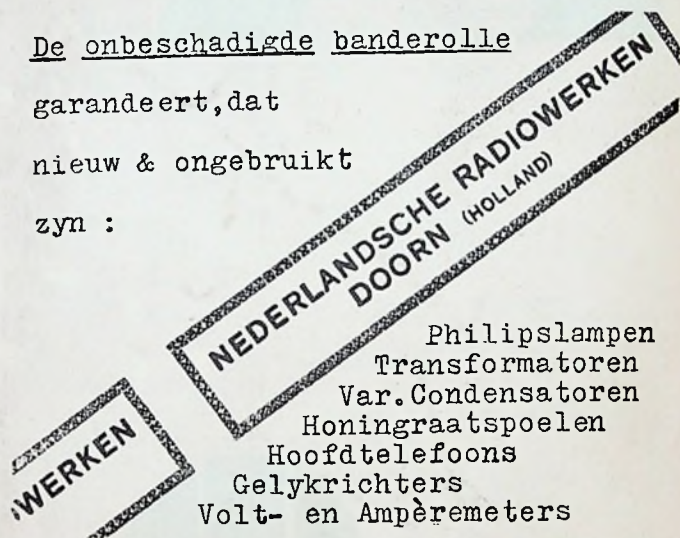 De onbeschadigde banderolle
garandeert,dat
nieuw & ongebruikt
zyn :
NEDERLANDSCHE RADIOWERKEN
DOORN (HOLLAND)
Philipslampen
Transformatoren
Var.Condensatoren
Honingraatspoelen
Hoofdtelefoons
Gelykrichters
Volt- en Ampèremeters
WERKEN